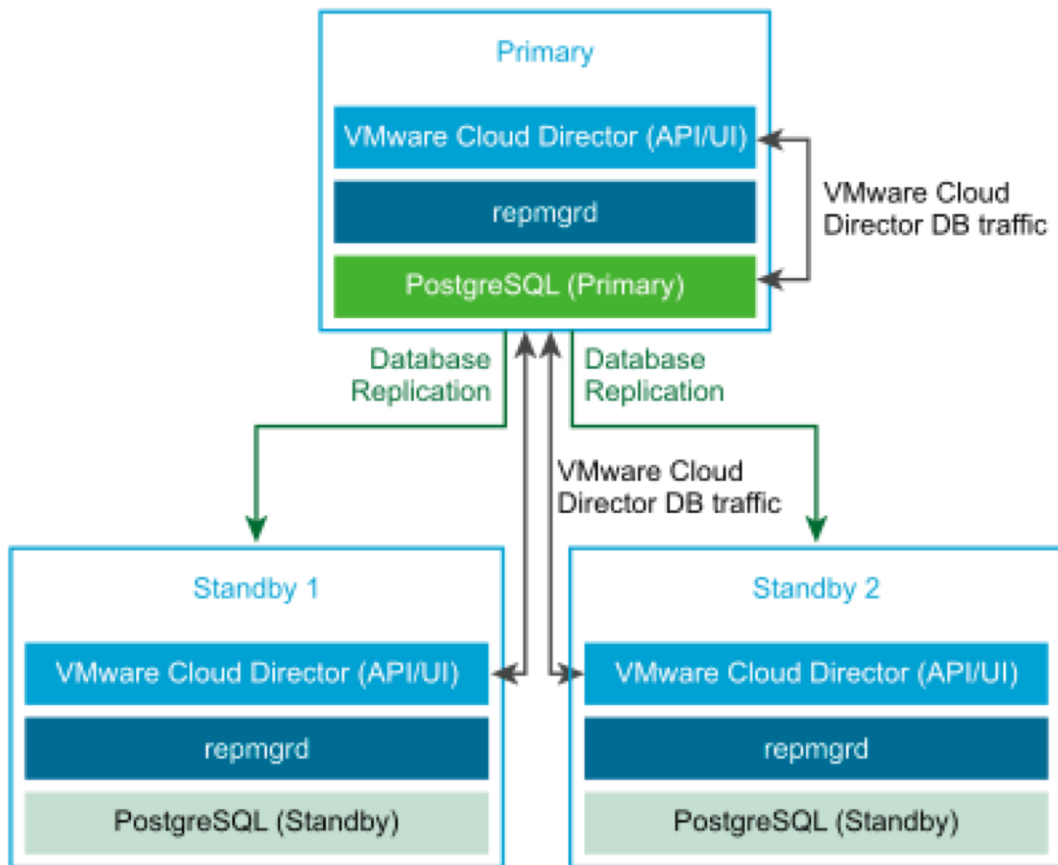 Primary
VMware Cloud Director (API/UI)
repmgrd
PostgreSQL (Primary)
VMware Cloud
Director DB traffic
Database
Replication
Database
Replication
VMware Cloud
Director DB traffic
Standby 1
VMware Cloud Director (API/UI)
repmgrd
PostgreSQL (Standby)
Standby 2
VMware Cloud Director (API/UI)
repmgrd
PostgreSQL (Standby)